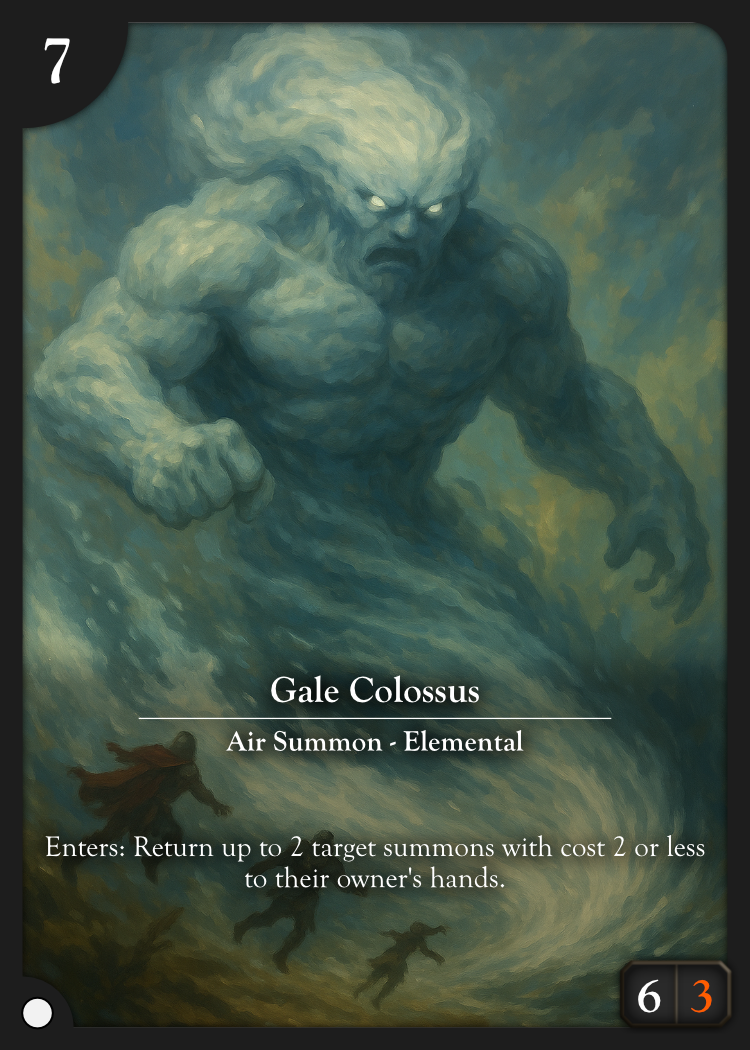 7
Gale Colossus
Air Summon - Elemental
Enters: Return up to 2 target summons with cost 2 or less
to their owner's hands.
6 3